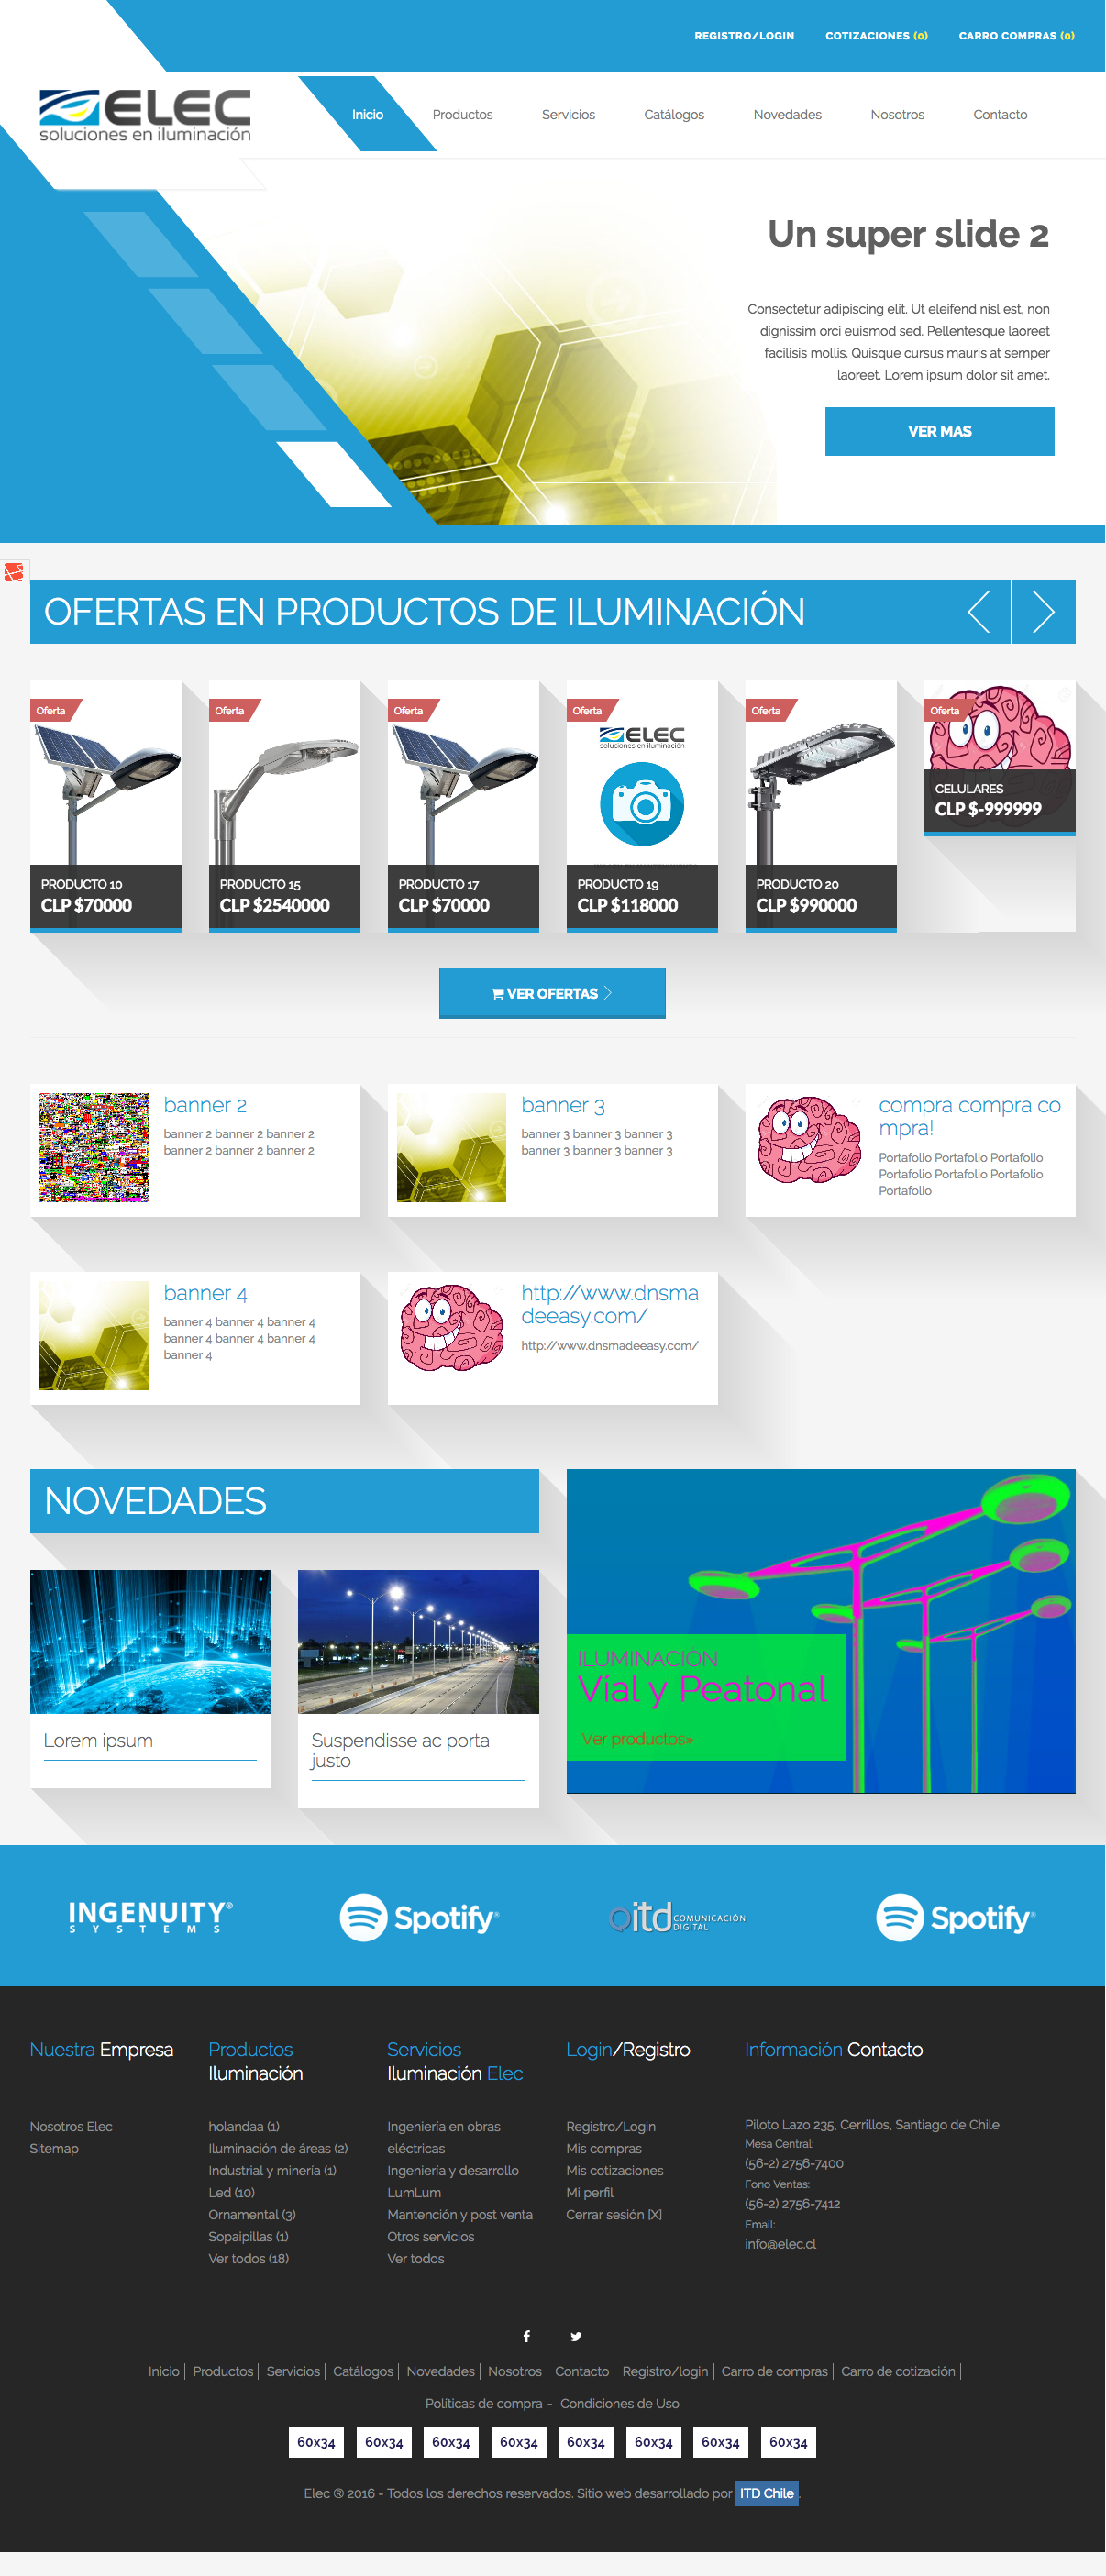 REGISTRO/LOGIN COTIZACIONES (0) CARRO COMPRAS (0)
ELEC
soluciones en iluminación
Inicio Productos Servicios Catálogos Novedades Nosotros Contacto
Un super slide 2
Consectetur adipiscing elit. Ut eleifend nisl est, non
dignissim orci euismod sed. Pellentesque laoreet
facilisis mollis. Quisque cursus mauris at semper
laoreet. Lorem ipsum dolor sit amet.
VER MAS
OFERTAS EN PRODUCTOS DE ILUMINACIÓN
Oferta
PRODUCTO 10
CLP $70000
Oferta
PRODUCTO 15
CLP $2540000
Oferta
PRODUCTO 17
CLP $70000
Oferta
ELEC
soluciones en iluminación
PRODUCTO 19
CLP $118000
Oferta
PRODUCTO 20
CLP $990000
Oferta
CELULARES
CLP $-999999
VER OFERTAS
banner 2
banner 2 banner 2 banner 2
banner 2 banner 2 banner 2
banner 3
banner 3 banner 3 banner 3
banner 3 banner 3 banner 3
compra compra co
mpra!
Portafolio Portafolio Portafolio
Portafolio Portafolio Portafolio
Portafolio
banner 4
banner 4 banner 4 banner 4
banner 4 banner 4 banner 4
banner 4
http://www.dnsma
deeasy.com/
http://www.dnsmadeeasy.com/
NOVEDADES
Lorem ipsum
Suspendisse ac porta
justo
ILUMINACIÓN
Víal y Peatonal
Ver productos»
INGENUITY®
SYSTEMS
Spotify®
itd COMUNICACIÓN
DIGITAL
Spotify®
Nuestra Empresa
Nosotros Elec
Sitemap
Productos
Iluminación
holandaa (1)
Iluminación de áreas (2)
Industrial y minería (1)
Led (10)
Ornamental (3)
Sopaipillas (1)
Ver todos (18)
Servicios
Iluminación Elec
Ingeniería en obras
eléctricas
Ingeniería y desarrollo
LumLum
Mantención y post venta
Otros servicios
Ver todos
Login/Registro
Registro/Login
Mis compras
Mis cotizaciones
Mi perfil
Cerrar sesión [X]
Información Contacto
Piloto Lazo 235, Cerrillos, Santiago de Chile
Mesa Central:
(56-2) 2756-7400
Fono Ventas:
(56-2) 2756-7412
Email:
info@elec.cl
Inicio | Productos | Servicios | Catálogos | Novedades | Nosotros | Contacto | Registro/login | Carro de compras | Carro de cotización |
Políticas de compra - Condiciones de Uso
60x34 60x34 60x34 60x34 60x34 60x34 60x34 60x34
Elec ® 2016 - Todos los derechos reservados. Sitio web desarrollado por ITD Chile.